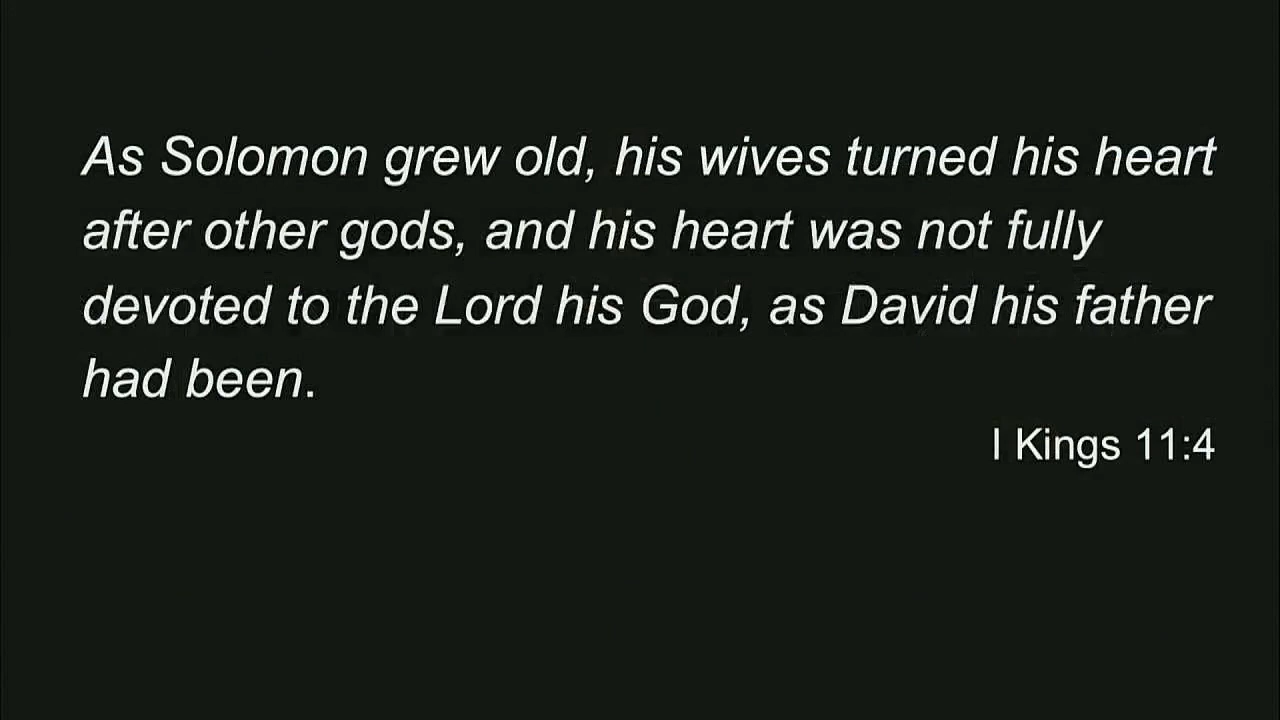 As Solomon grew old, his wives turned his heart
after other gods, and his heart was not fully
devoted to the Lord his God, as David his father
had been.
I Kings 11:4